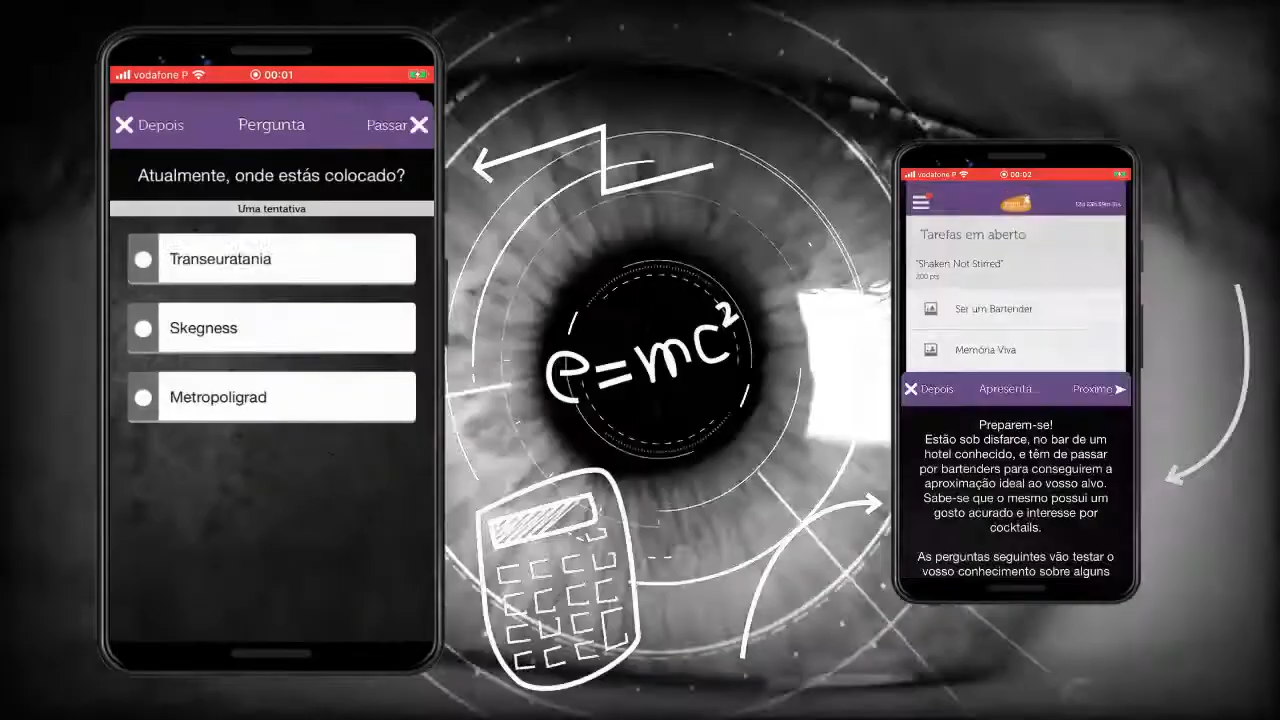 vodafone P 00:01
Depois Pergunta Passar
Atualmente, onde estás colocado?
Uma tentativa
Transeuratania
Skegness
Metropoligrad
e=mc²
vodafone P 00:02
Tarefas em aberto
"Shaken Not Stirred"
200 pts
Ser um Bartender
Memória Viva
Depois Apresenta... Proximo
Preparem-se!
Estão sob disfarce, no bar de um
hotel conhecido, e têm de passar
por bartenders para conseguirem a
aproximação ideal ao vosso alvo.
Sabe-se que o mesmo possui um
gosto acurado e interesse por
cocktails.
As perguntas seguintes vão testar o
vosso conhecimento sobre alguns